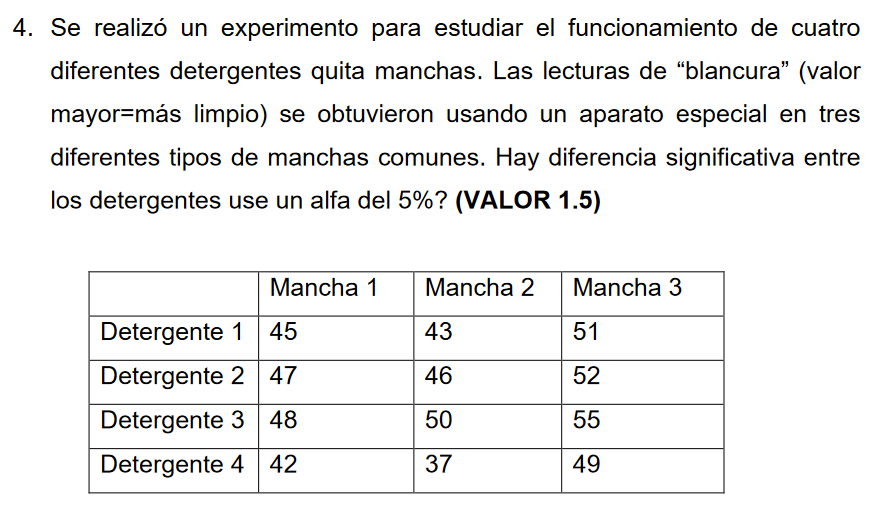 4. Se realizó un experimento para estudiar el funcionamiento de cuatro
diferentes detergentes quita manchas. Las lecturas de “blancura” (valor
mayor=más limpio) se obtuvieron usando un aparato especial en tres
diferentes tipos de manchas comunes. Hay diferencia significativa entre
los detergentes use un alfa del 5%? (VALOR 1.5)
Mancha 1 Mancha 2 Mancha 3
Detergente 1 45 43 51
Detergente 2 47 46 52
Detergente 3 48 50 55
Detergente 4 42 37 49